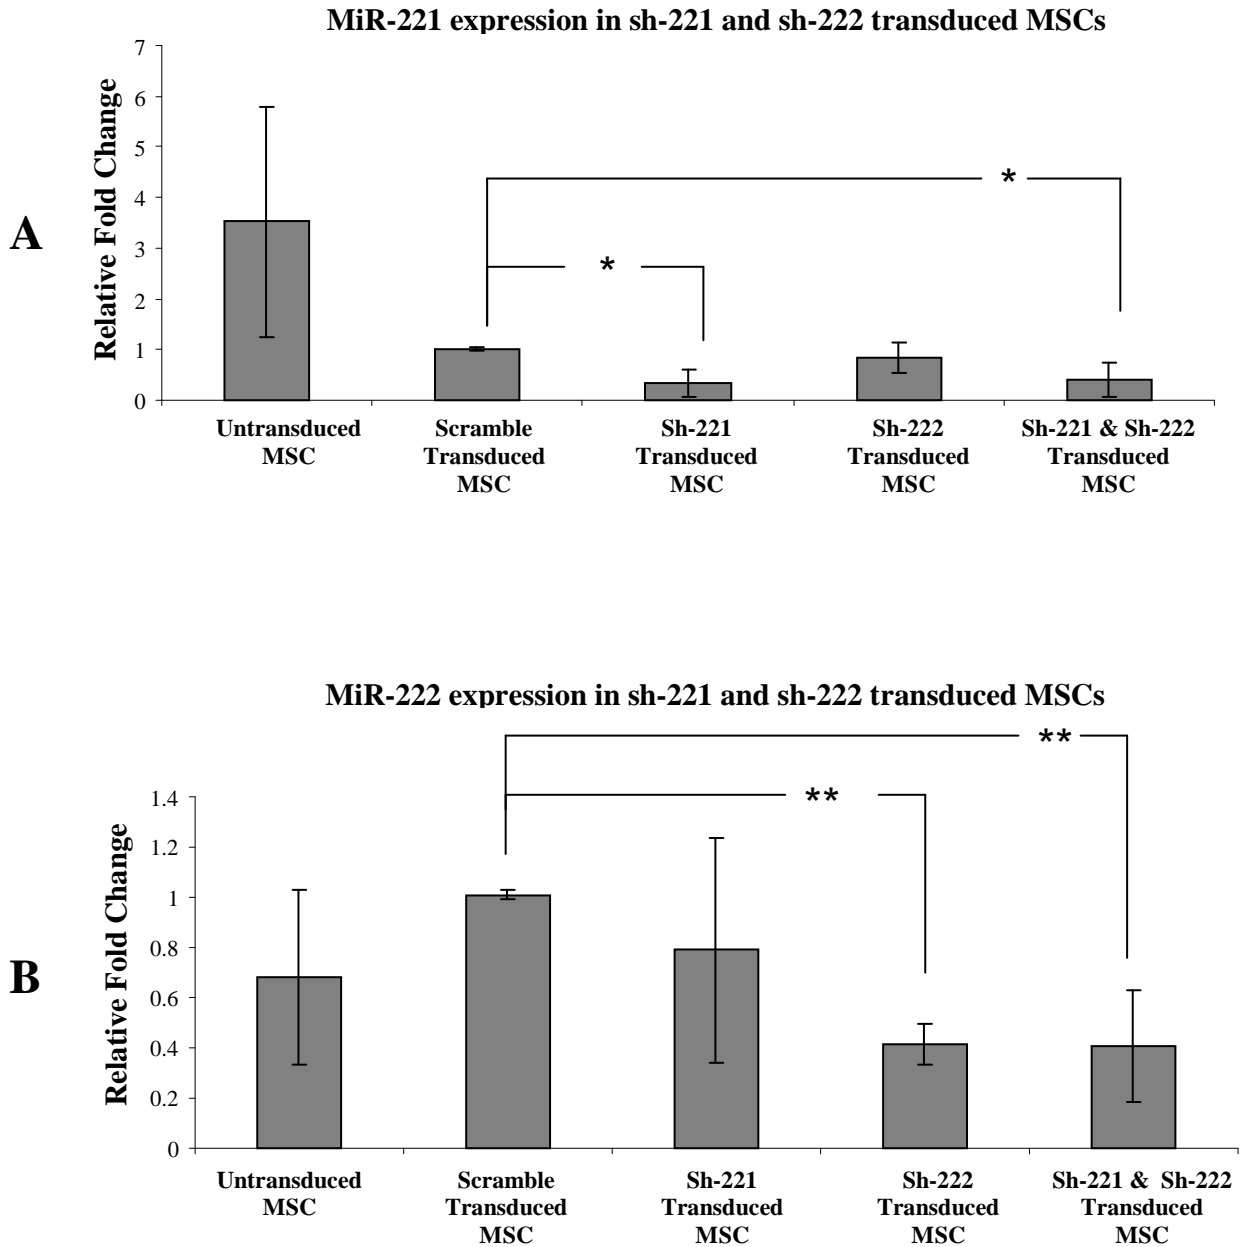 MiR-221 expression in sh-221 and sh-222 transduced MSCs
A
Relative Fold Change
7
6
5
4
3
2
1
0
*
*
Untransduced
MSC
Scramble
Transduced
MSC
Sh-221
Transduced
MSC
Sh-222
Transduced
MSC
Sh-221 & Sh-222
Transduced
MSC
MiR-222 expression in sh-221 and sh-222 transduced MSCs
B
Relative Fold Change
1.4
1.2
1
0.8
0.6
0.4
0.2
0
**
**
Untransduced
MSC
Scramble
Transduced
MSC
Sh-221
Transduced
MSC
Sh-222
Transduced
MSC
Sh-221 & Sh-222
Transduced
MSC